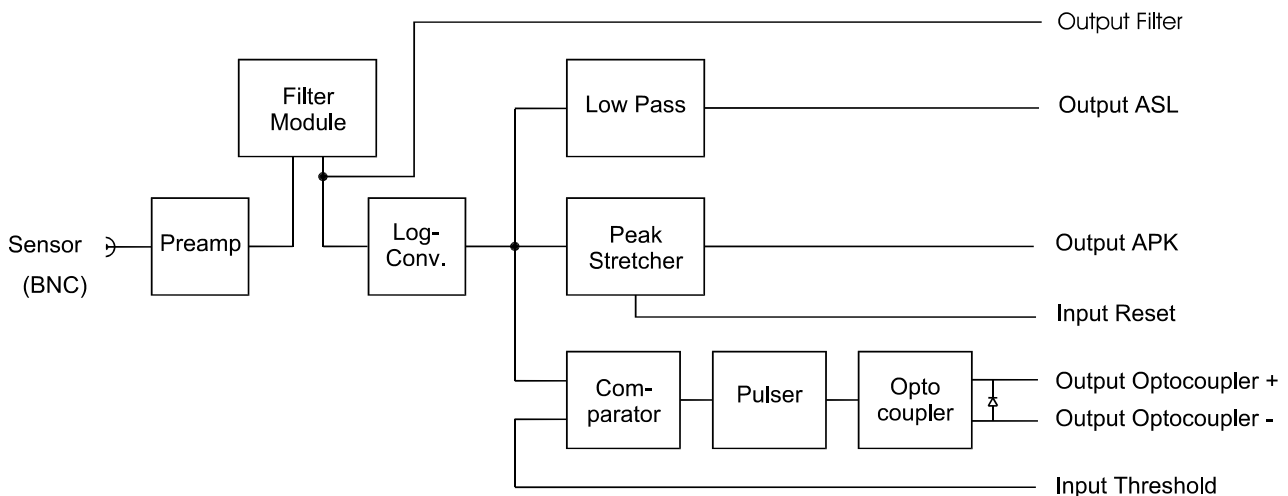 Output Filter
Filter
Module
Low Pass
Output ASL
Sensor
(BNC)
Preamp
Log-
Conv.
Peak
Stretcher
Output APK
Input Reset
Com-
parator
Pulser
Opto
coupler
Output Optocoupler +
Output Optocoupler -
Input Threshold